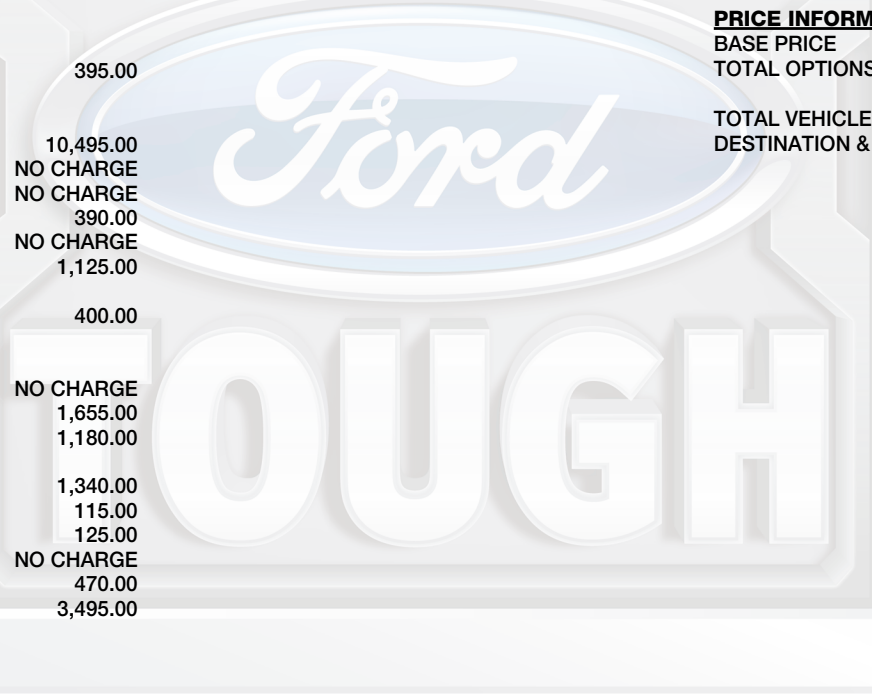 PRICE INFORM
BASE PRICE
395.00
TOTAL OPTIONS
TOTAL VEHICLE
10,495.00
DESTINATION &
NO CHARGE
NO CHARGE
390.00
NO CHARGE
1,125.00
400.00
NO CHARGE
1,655.00
1,180.00
1,340.00
115.00
125.00
NO CHARGE
470.00
3,495.00
Ford
TOUGH